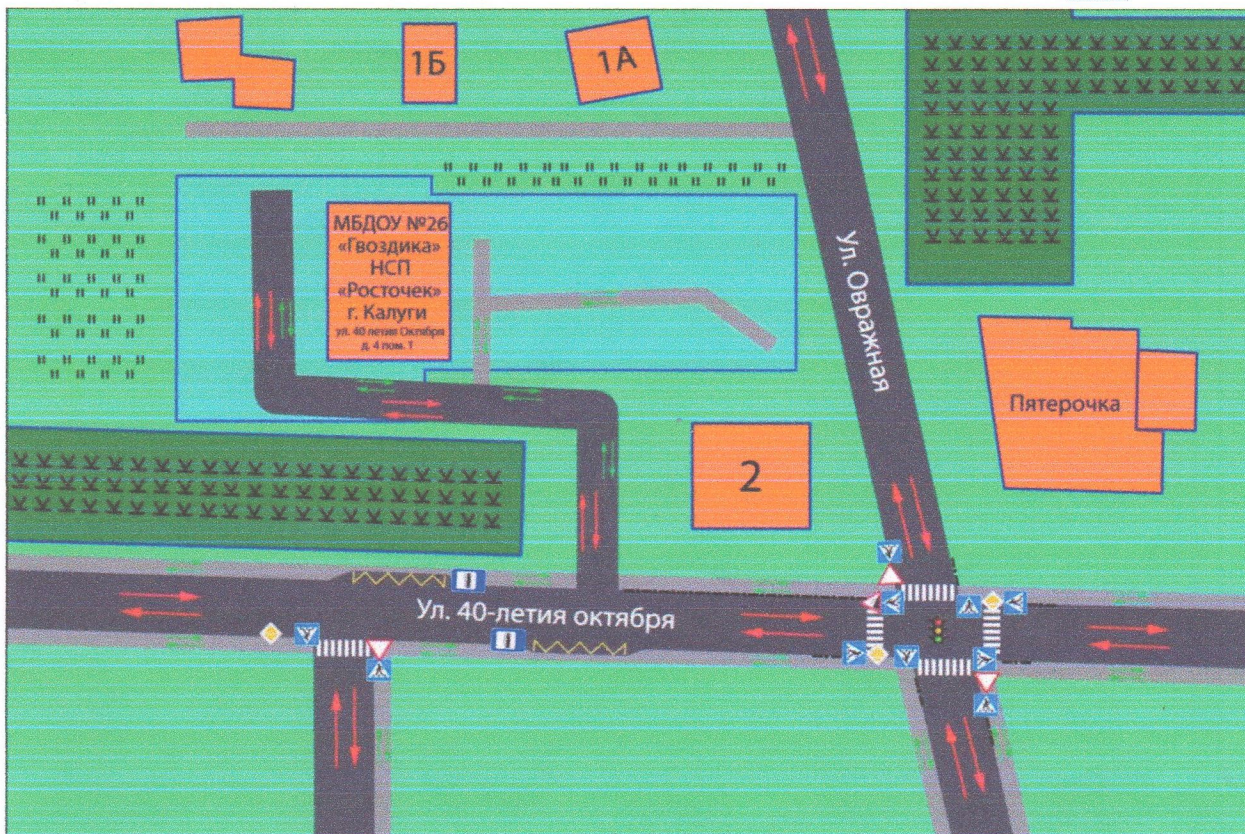 1Б
1А
МБДОУ №26
«Гвоздика»
НСП
«Росточек»
г. Калуги
ул. 40 летия Октября
д. 4 пом. 1
Ул. Овражная
Пятерочка
2
Ул. 40-летия октября